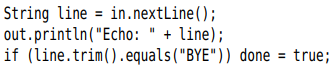 String line = in.nextLine();
out.println("Echo: " + line);
if (line.trim().equals("BYE")) done = true;